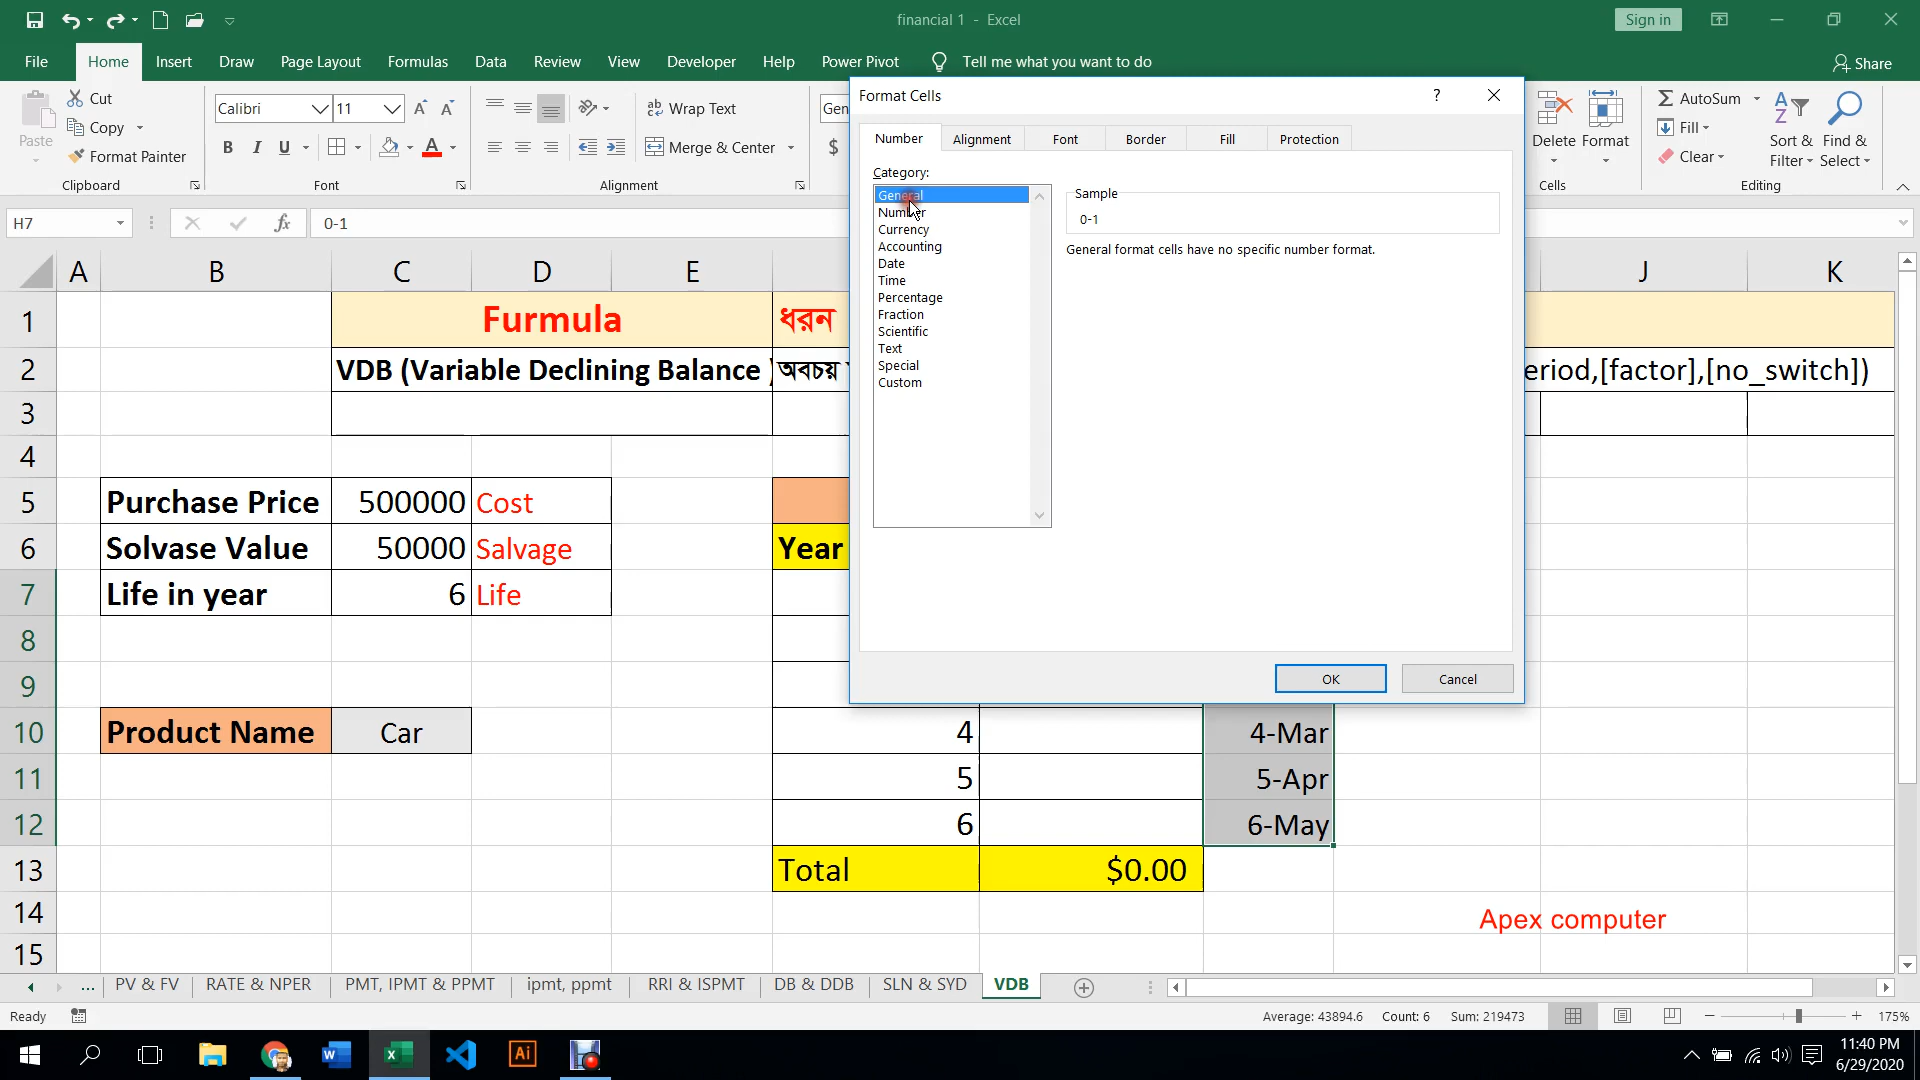 financial 1 - Excel
Sign in
File Home Insert Draw Page Layout Formulas Data Review View Developer Help Power Pivot Tell me what you want to do
Share
Paste
Cut
Copy
Format Painter
Clipboard
Calibri 11
B I U A
Font
Wrap Text
Merge & Center
Alignment
Gen
$
Delete Format
Cells
AutoSum
Fill
Clear
Sort & Filter
Find & Select
Editing
Format Cells
?
Number Alignment Font Border Fill Protection
Category:
General
Number
Currency
Accounting
Date
Time
Percentage
Fraction
Scientific
Text
Special
Custom
Sample
0-1
General format cells have no specific number format.
OK Cancel
H7 fx 0-1
A B C D E J K
1 Furmula ধরন
2 VDB (Variable Declining Balance ) অবচয় eriod,[factor],[no_switch])
3
4
5 Purchase Price 500000 Cost
6 Solvase Value 50000 Salvage Year
7 Life in year 6 Life
8
9
10 Product Name Car 4 4-Mar
11 5 5-Apr
12 6 6-May
13 Total $0.00
14 Apex computer
15
... PV & FV RATE & NPER PMT, IPMT & PPMT ipmt, ppmt RRI & ISPMT DB & DDB SLN & SYD VDB
Ready Average: 43894.6 Count: 6 Sum: 219473 175%
11:40 PM
6/29/2020